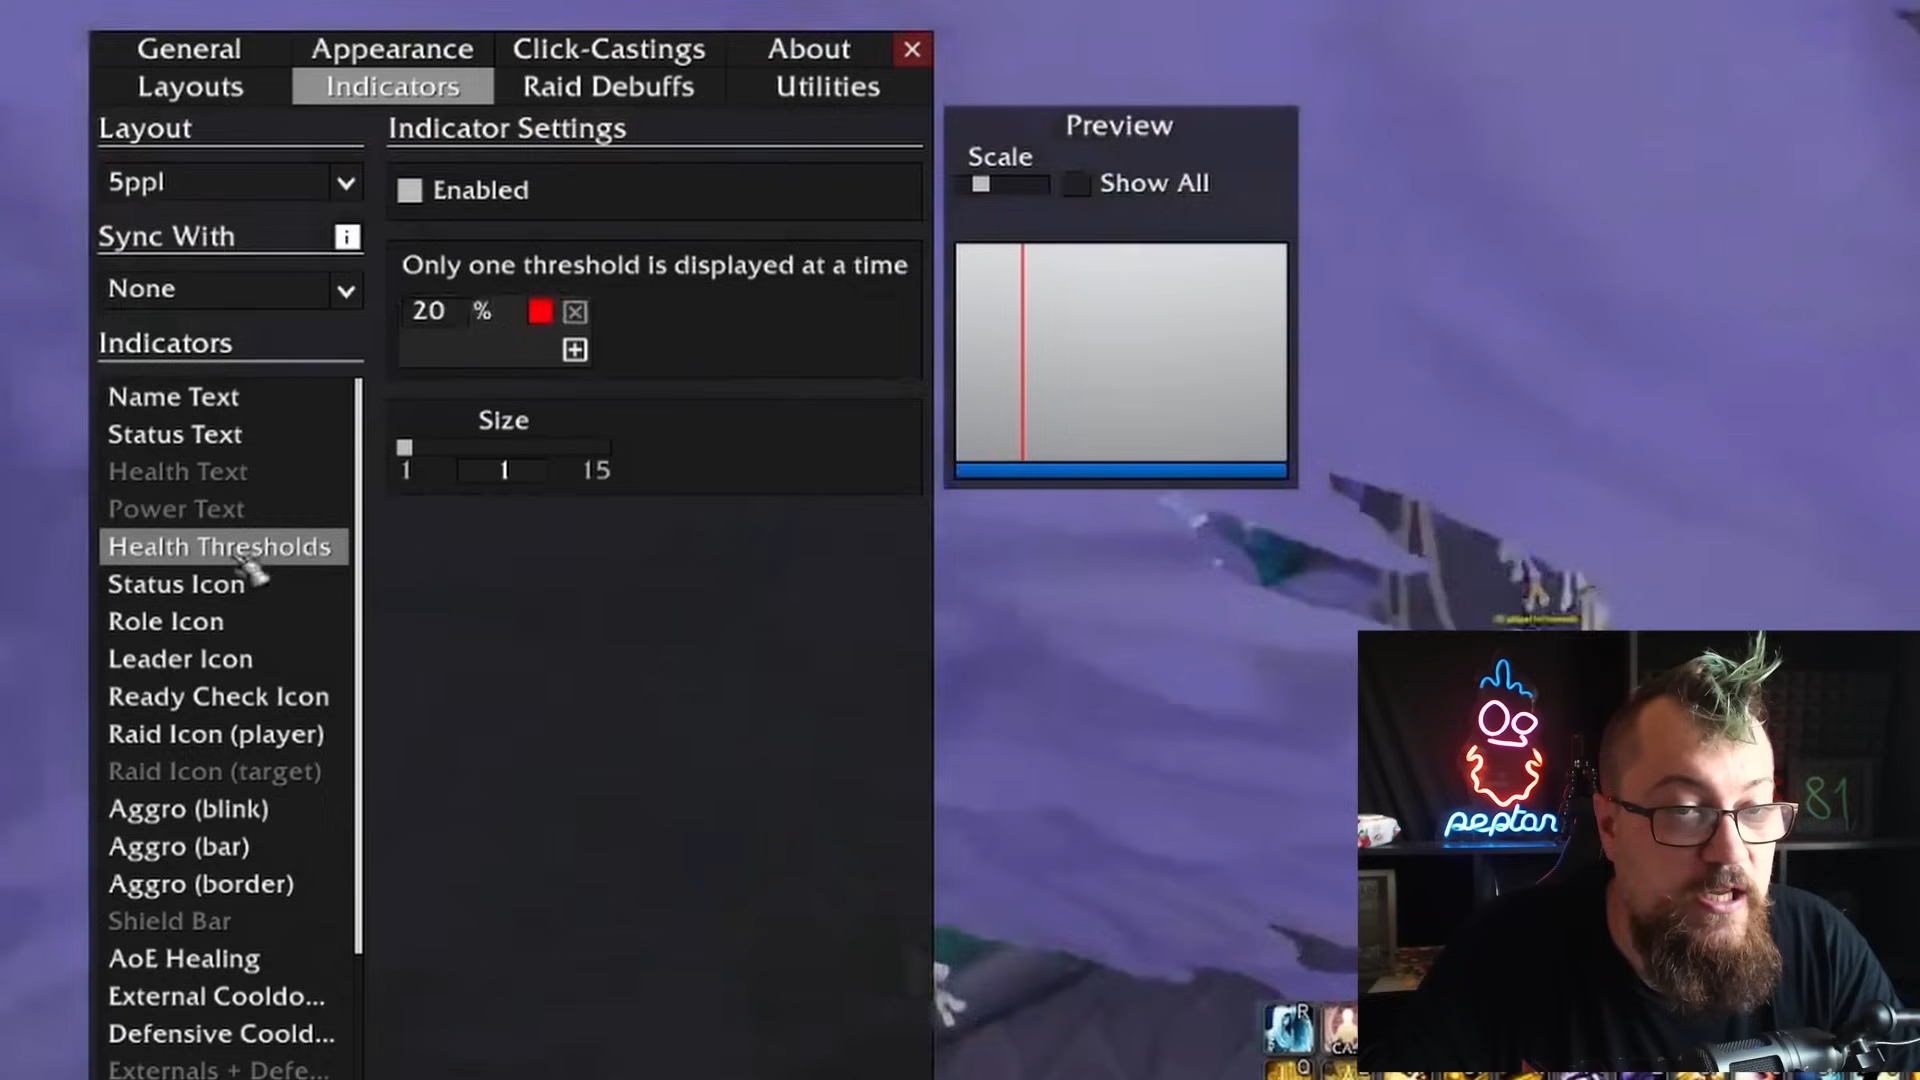 General Appearance Click-Castings About
Layouts Indicators Raid Debuffs Utilities
Layout
5ppl
Sync With
None
Indicators
Name Text
Status Text
Health Text
Power Text
Health Thresholds
Status Icon
Role Icon
Leader Icon
Ready Check Icon
Raid Icon (player)
Raid Icon (target)
Aggro (blink)
Aggro (bar)
Aggro (border)
Shield Bar
AoE Healing
External Cooldo...
Defensive Coold...
Externals + Defe...
Indicator Settings
Enabled
Only one threshold is displayed at a time
20 %
Size
1 1 15
Preview
Scale
Show All
peptar
81
R
Q